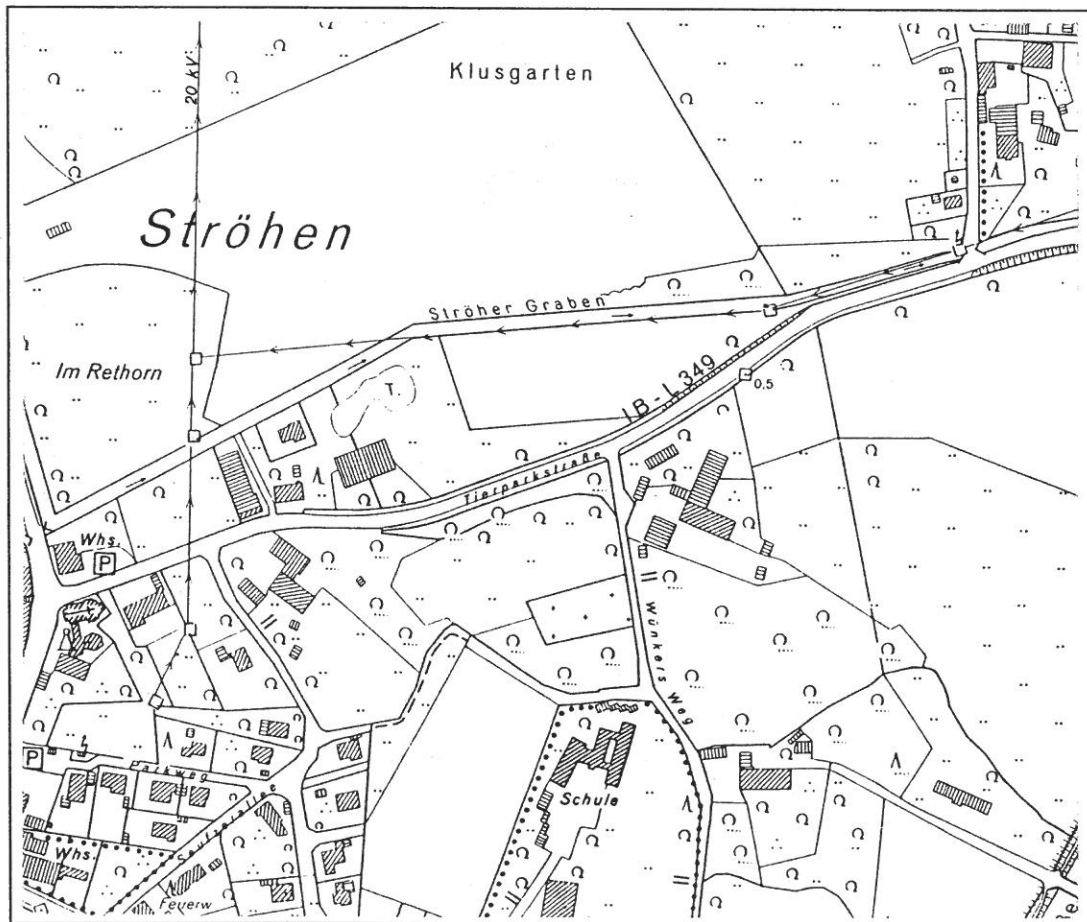 Klusgarten
20 kV
Ströhen
Ströher Graben
Im Rethorn
T.
LB - L 349
0.5
Tierparkstraße
Whs.
P
Wünkers Weg
P
Parkweg
Schule
Schulstraße
Whs.
Feuerw